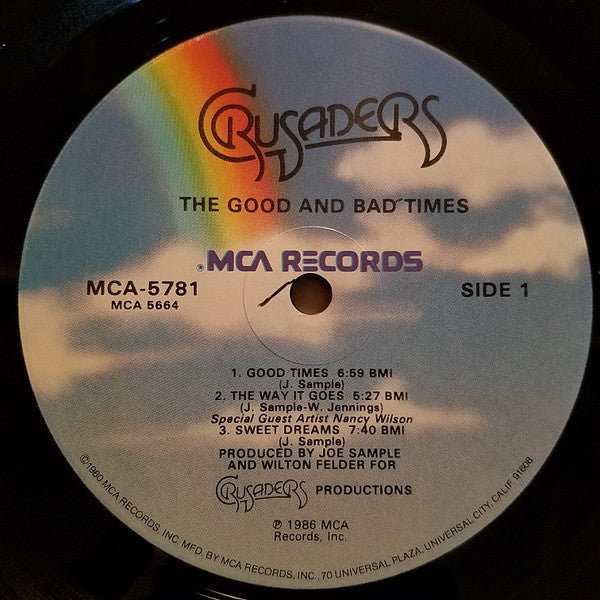 CRUSADERS
THE GOOD AND BAD TIMES
®MCA RECORDS
MCA-5781
MCA 5664
SIDE 1
1. GOOD TIMES 6:59 BMI
(J. Sample)
2. THE WAY IT GOES 5:27 BMI
(J. Sample-W. Jennings)
Special Guest Artist Nancy Wilson
3. SWEET DREAMS 7:40 BMI
(J. Sample)
PRODUCED BY JOE SAMPLE
AND WILTON FELDER FOR
CRUSADERS PRODUCTIONS
℗ 1986 MCA
Records, Inc.
©1980 MCA RECORDS, INC. MFD. BY MCA RECORDS, INC., 70 UNIVERSAL PLAZA, UNIVERSAL CITY, CALIF. 91608